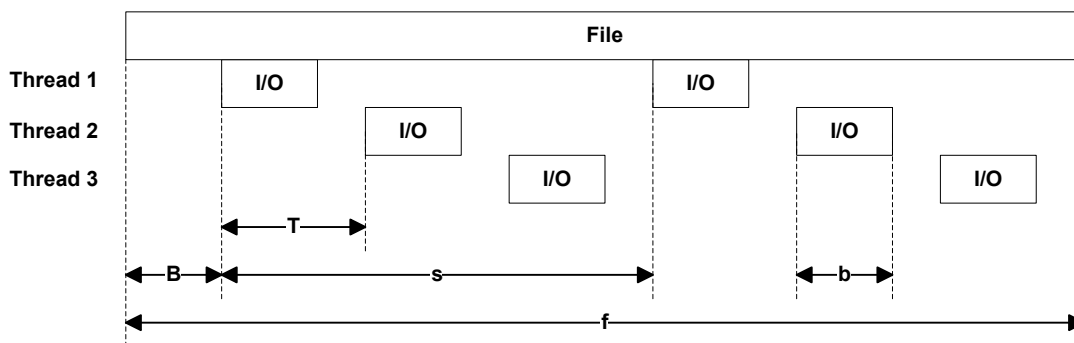 File
Thread 1
I/O
I/O
Thread 2
I/O
I/O
Thread 3
I/O
I/O
T
B
s
b
f